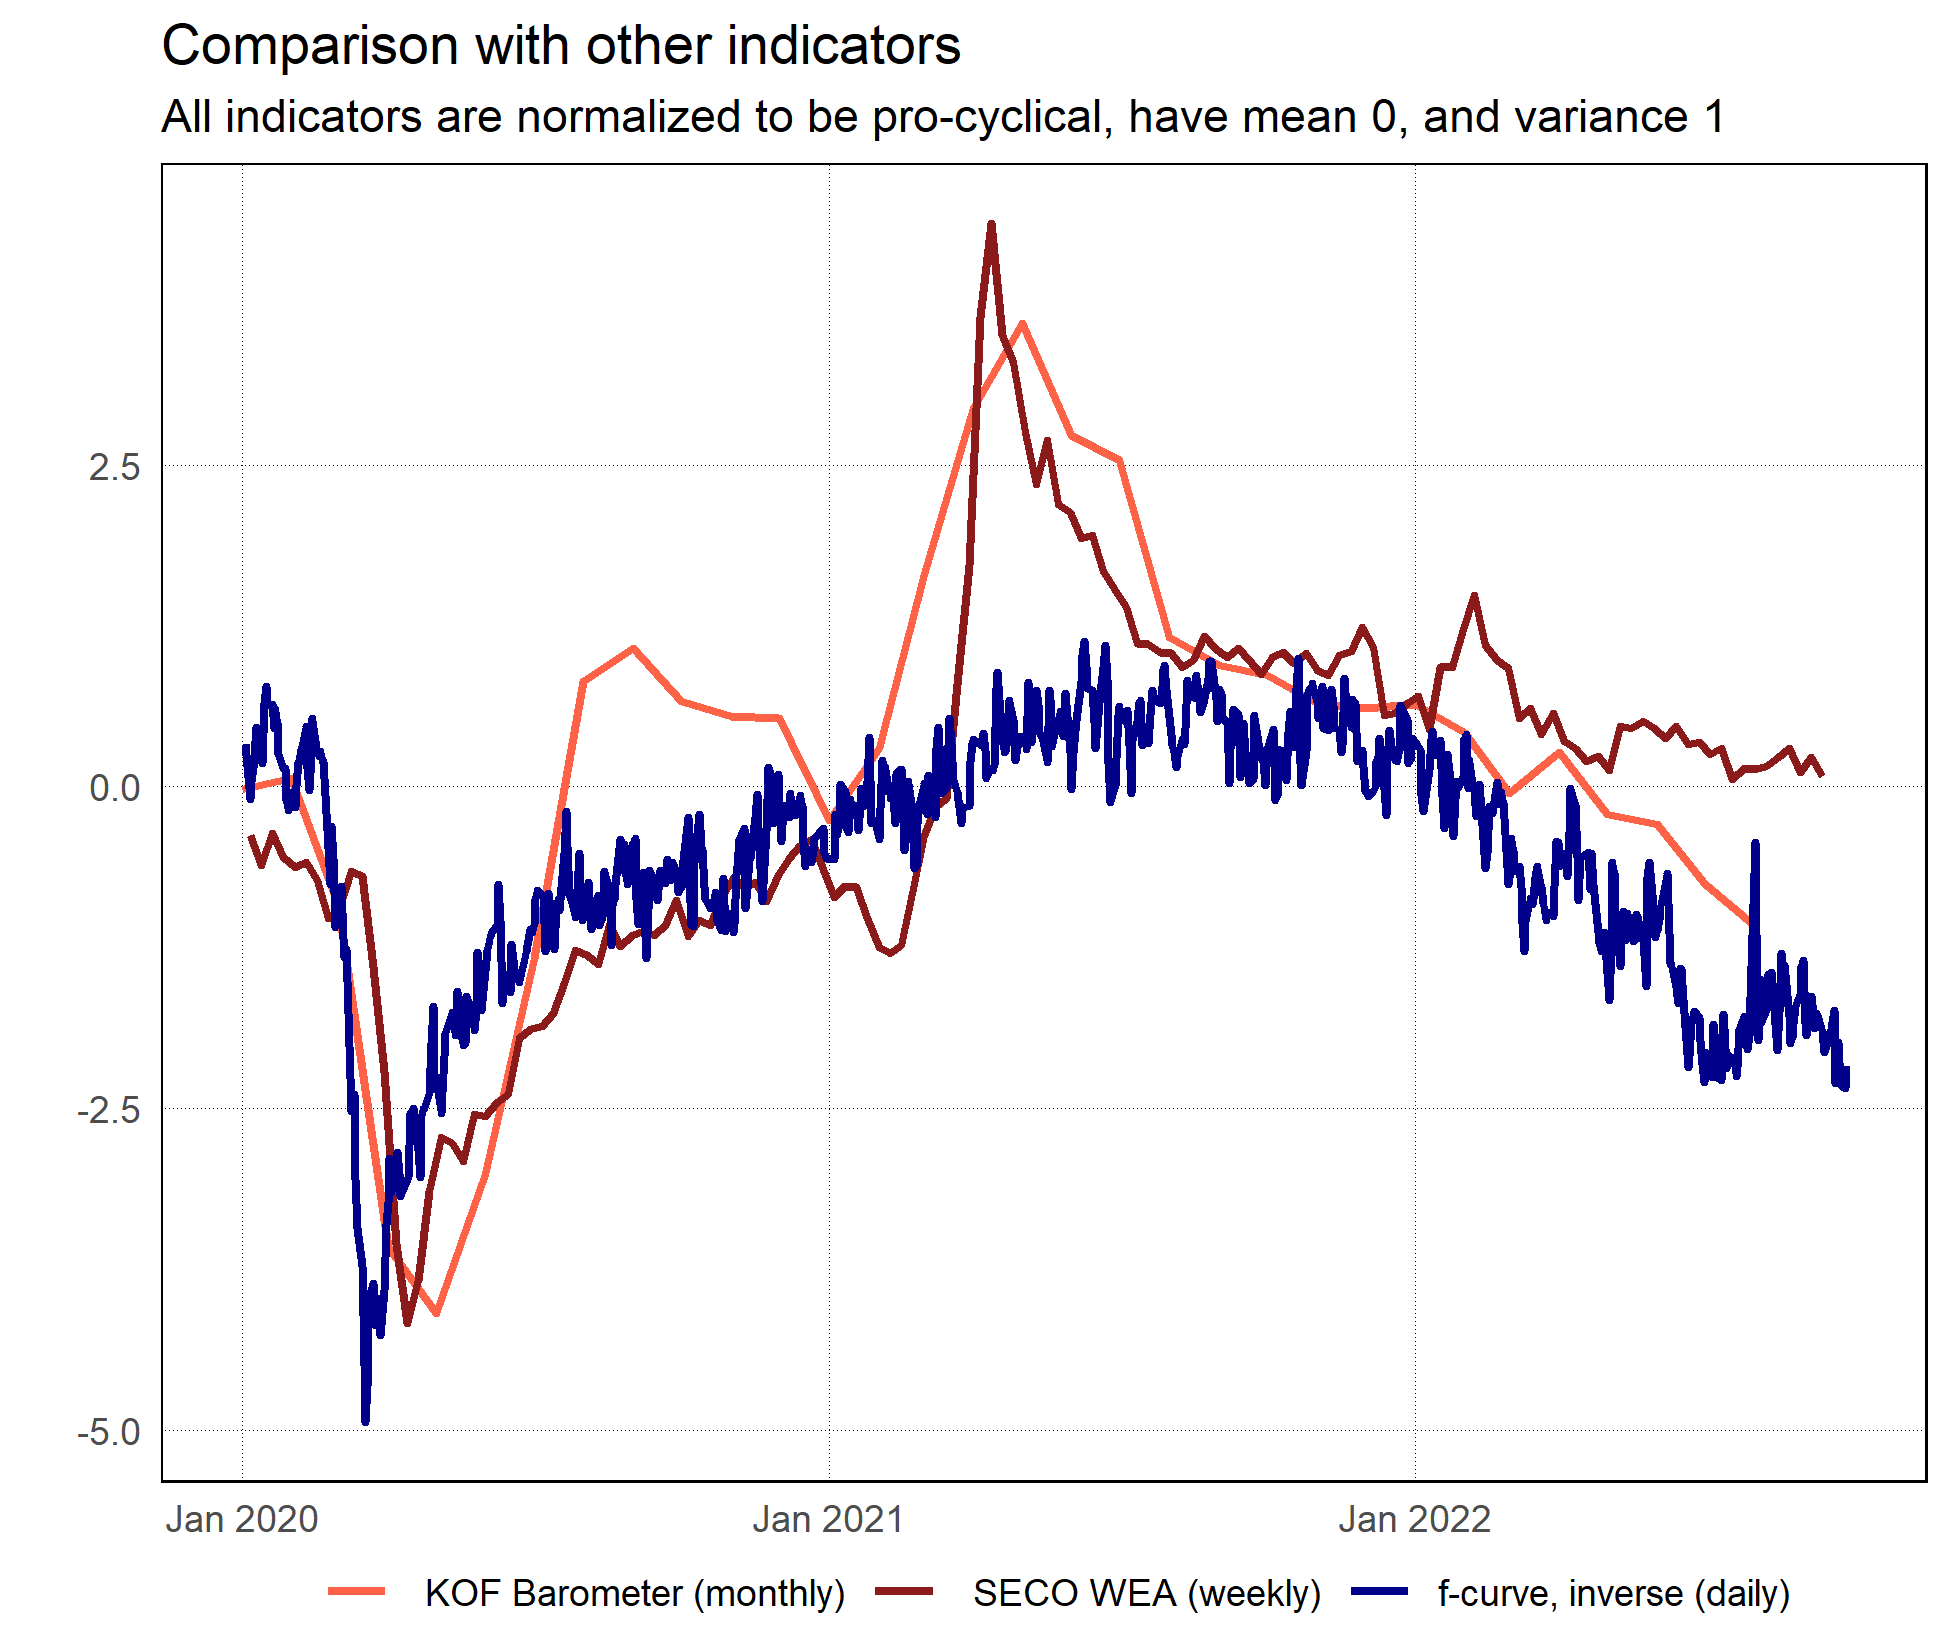 Comparison with other indicators
All indicators are normalized to be pro-cyclical, have mean 0, and variance 1
2.5
0.0
-2.5
-5.0
Jan 2020 Jan 2021 Jan 2022
KOF Barometer (monthly) SECO WEA (weekly) f-curve, inverse (daily)